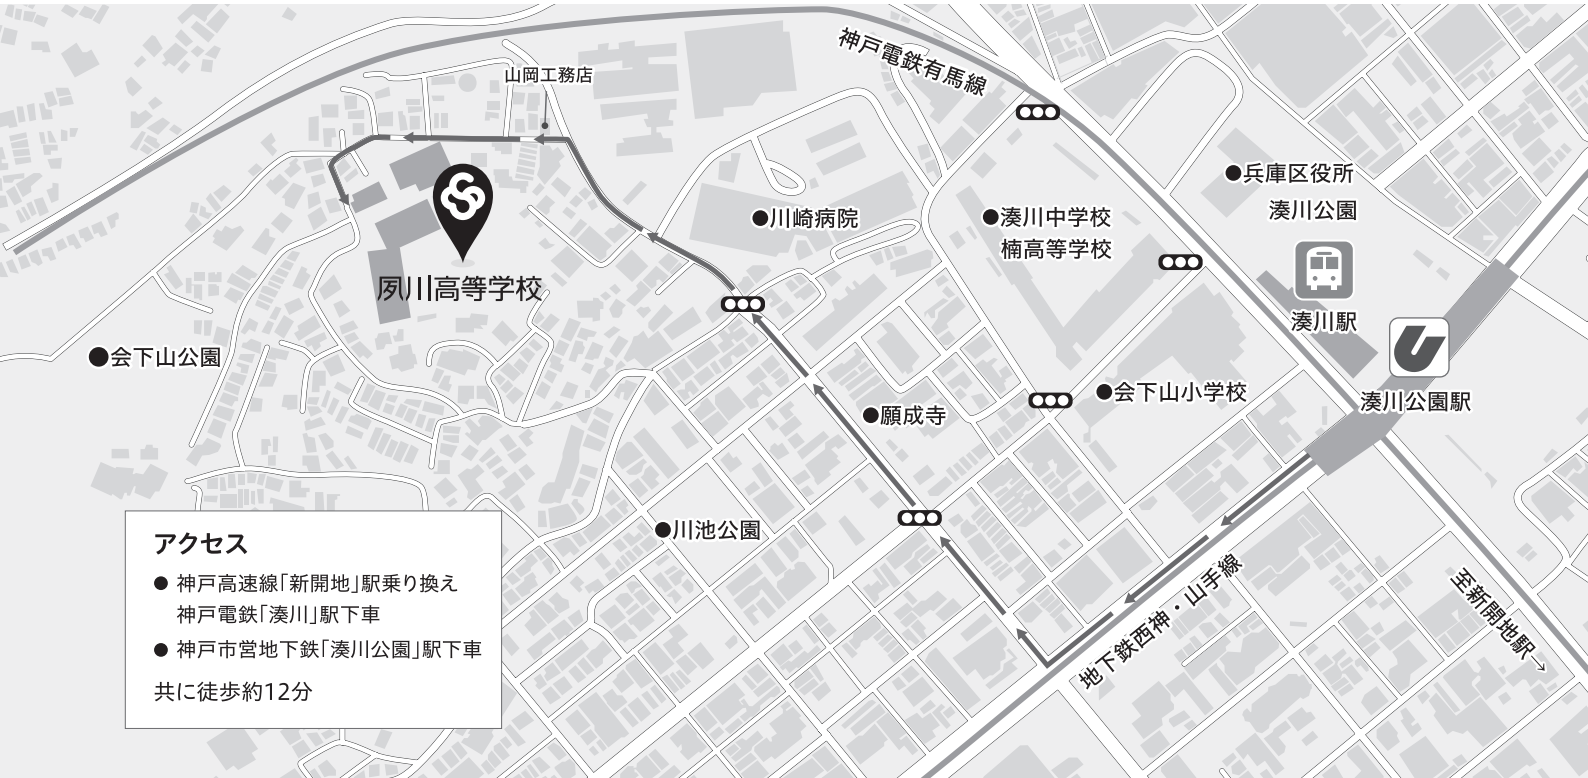 神戸電鉄有馬線
山岡工務店
兵庫区役所
湊川公園
川崎病院
湊川中学校
楠高等学校
夙川高等学校
湊川駅
会下山公園
会下山小学校
湊川公園駅
願成寺
川池公園
地下鉄西神・山手線
至新開地駅→
アクセス
● 神戸高速線「新開地」駅乗り換え
神戸電鉄「湊川」駅下車
● 神戸市営地下鉄「湊川公園」駅下車
共に徒歩約12分